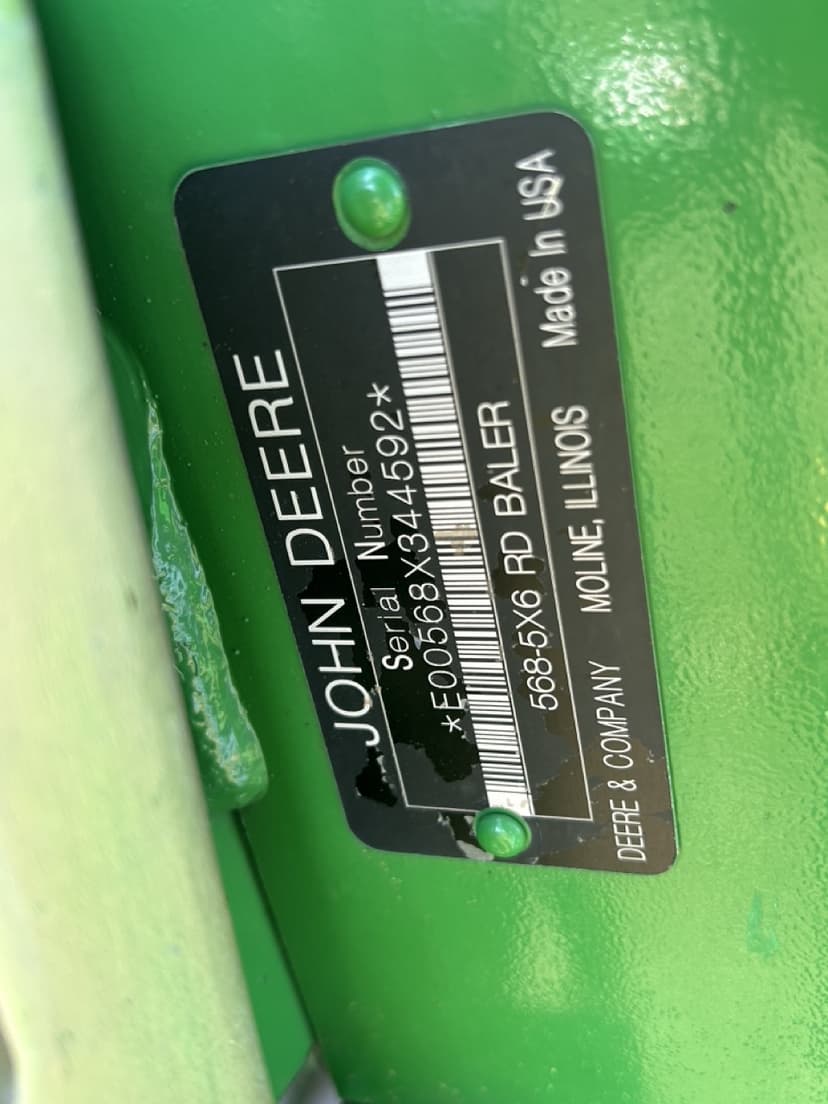 JOHN DEERE
Serial Number
*E00568X344592*
568-5X6 RD BALER
DEERE & COMPANY MOLINE, ILLINOIS Made In USA